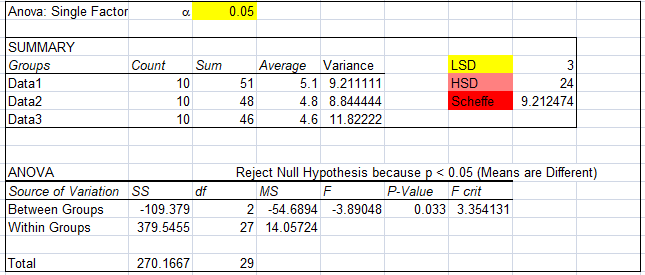 Anova: Single Factor α 0.05
SUMMARY
Groups Count Sum Average Variance LSD 3
Data1 10 51 5.1 9.211111 HSD 24
Data2 10 48 4.8 8.844444 Scheffe 9.212474
Data3 10 46 4.6 11.82222
ANOVA Reject Null Hypothesis because p < 0.05 (Means are Different)
Source of Variation SS df MS F P-Value F crit
Between Groups -109.379 2 -54.6894 -3.89048 0.033 3.354131
Within Groups 379.5455 27 14.05724
Total 270.1667 29